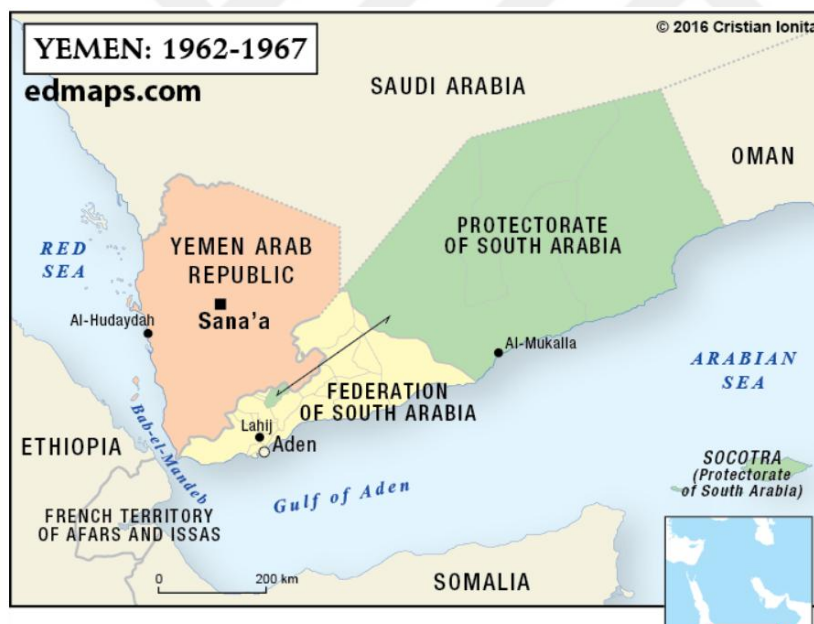 © 2016 Cristian Ionita
YEMEN: 1962-1967
edmaps.com
SAUDI ARABIA
OMAN
PROTECTORATE
OF SOUTH ARABIA
RED
SEA
YEMEN ARAB
REPUBLIC
Sana'a
Al-Hudaydah
Al-Mukalla
ARABIAN
SEA
FEDERATION
OF SOUTH ARABIA
Lahij
Aden
Bab-el-Mandeb
ETHIOPIA
SOCOTRA
(Protectorate
of South Arabia)
Gulf of Aden
FRENCH TERRITORY
OF AFARS AND ISSAS
0 200 km
SOMALIA